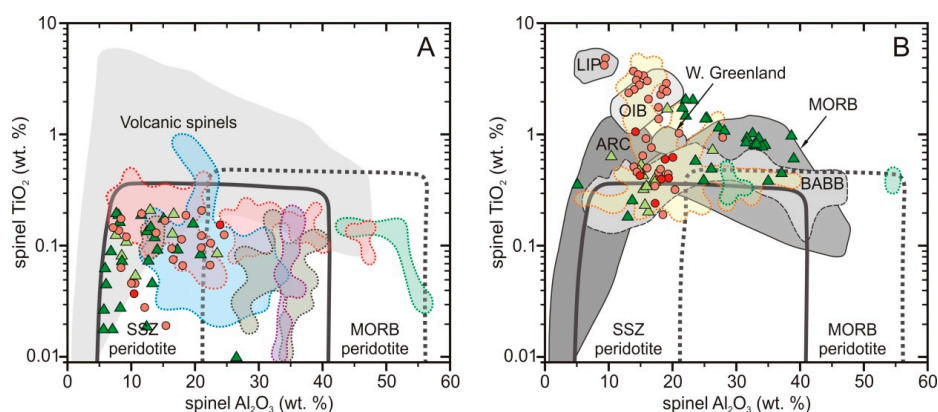 A
10
1
0.1
0.01
spinel TiO2 (wt. %)
Volcanic spinels
SSZ
peridotite
MORB
peridotite
0 10 20 30 40 50 60
spinel Al2O3 (wt. %)
B
10
1
0.1
0.01
spinel TiO2 (wt. %)
LIP
W. Greenland
OIB
MORB
ARC
BABB
SSZ
peridotite
MORB
peridotite
0 10 20 30 40 50 60
spinel Al2O3 (wt. %)